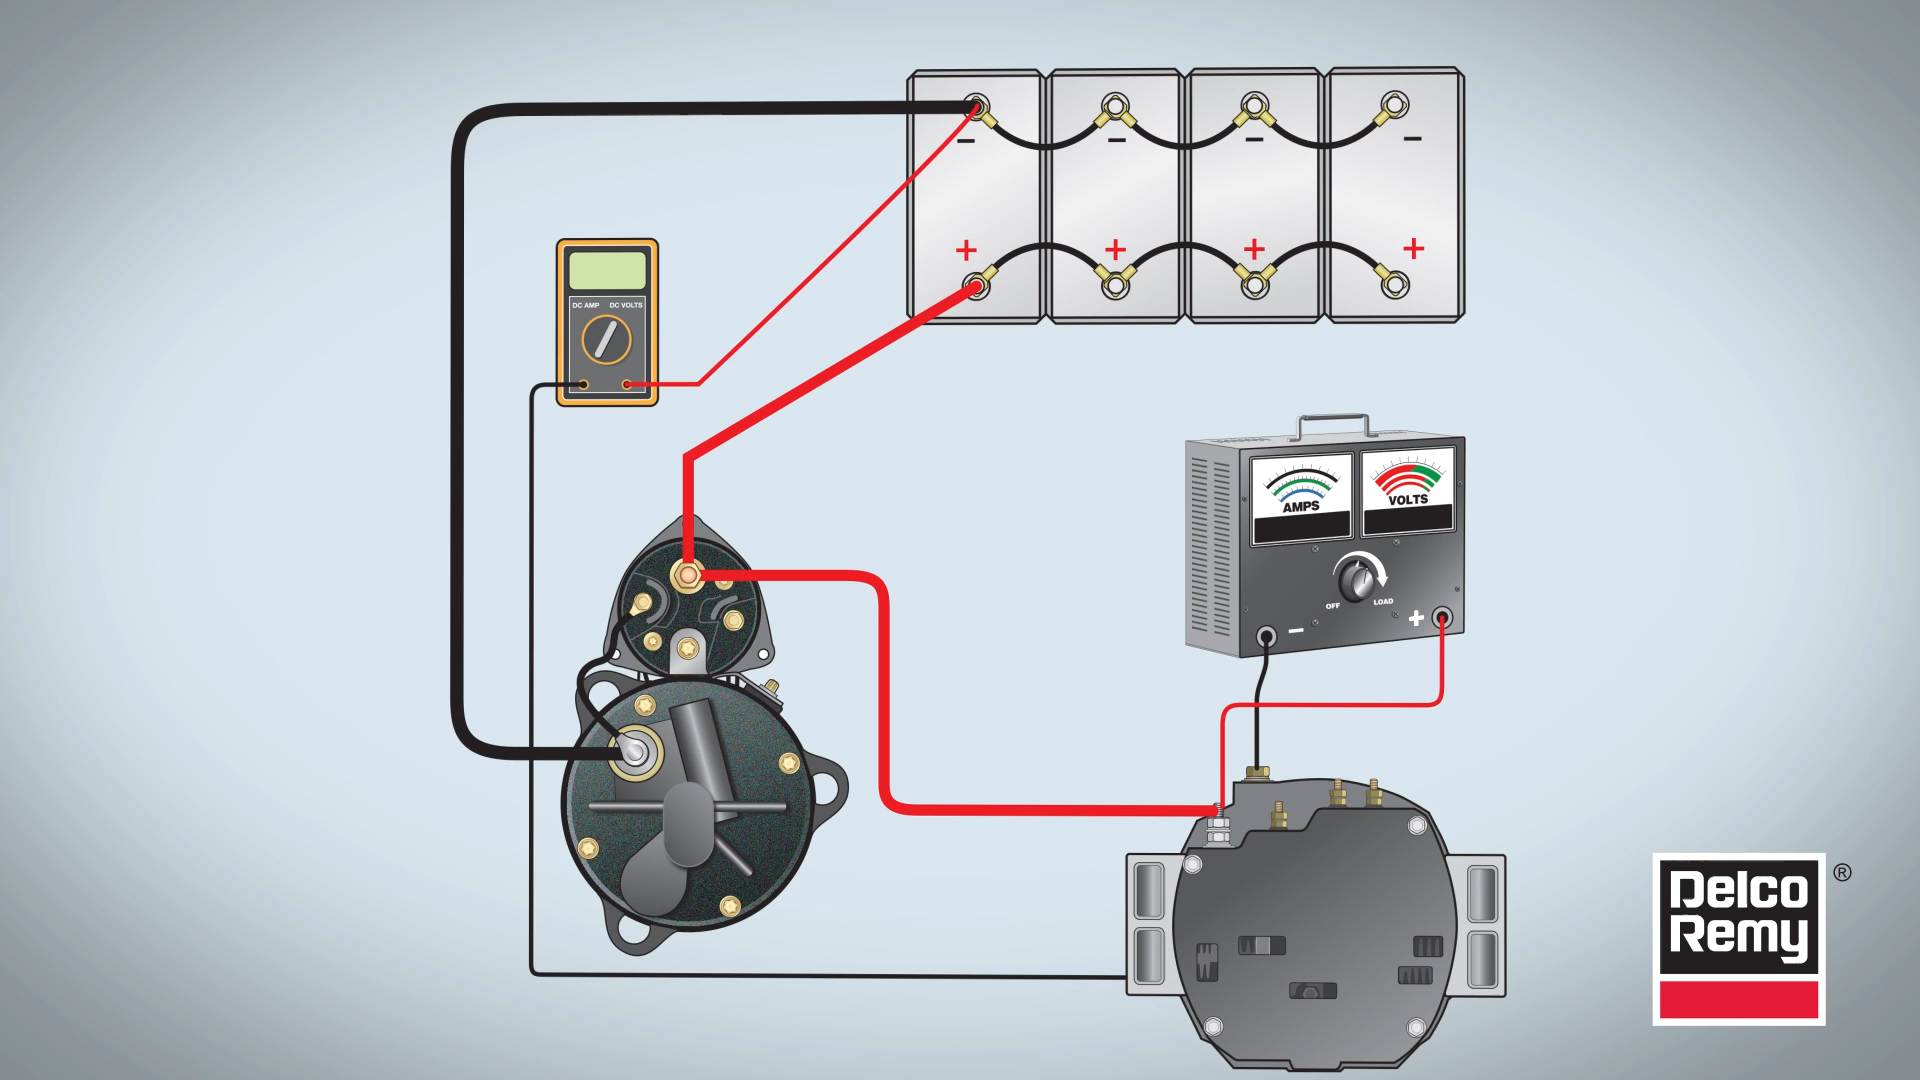 − − − −
+ + + +
DC AMP DC VOLTS
AMPS VOLTS
OFF LOAD
− +
Delco
Remy
®